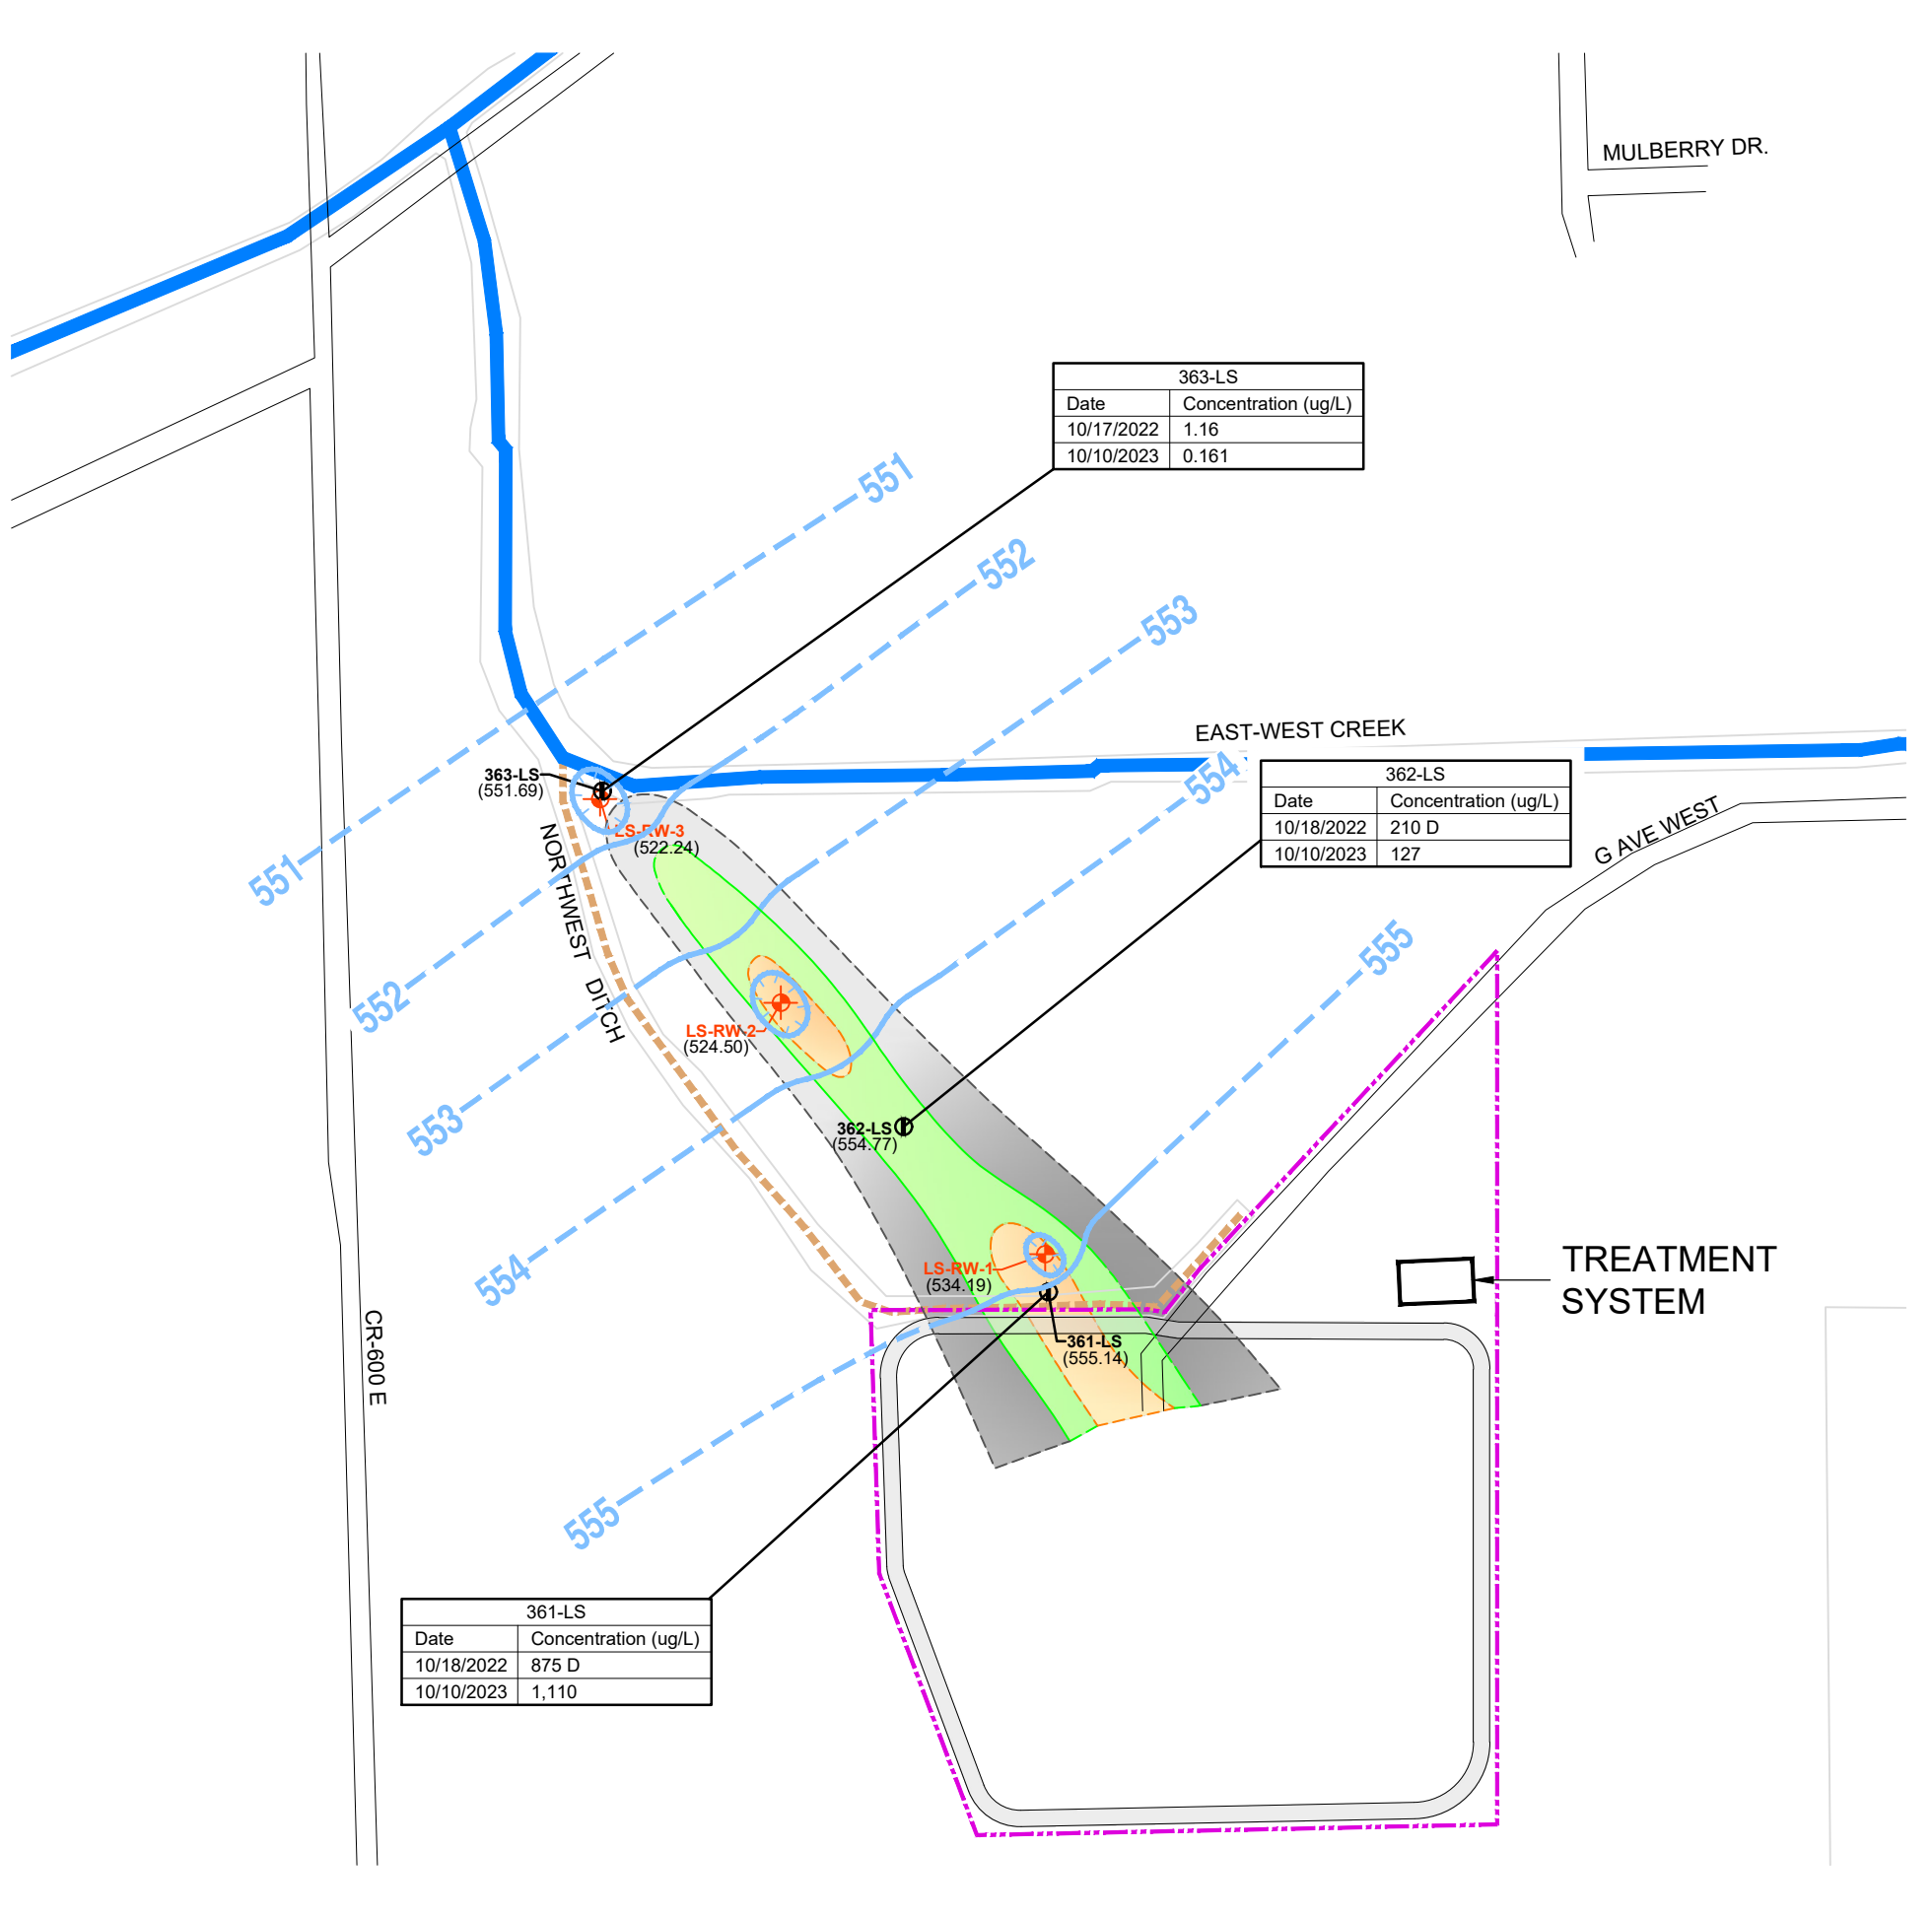 MULBERRY DR.
363-LS
Date Concentration (ug/L)
10/17/2022 1.16
10/10/2023 0.161
551
552
553
EAST-WEST CREEK
554
362-LS
Date Concentration (ug/L)
10/18/2022 210 D
10/10/2023 127
363-LS
(551.69)
LS-RW-3
(522.24)
G AVE WEST
551
NORTHWEST DITCH
555
552
LS-RW-2
(524.50)
553
362-LS
(554.77)
554
LS-RW-1
(534.19)
TREATMENT
SYSTEM
361-LS
(555.14)
CR-600 E
555
361-LS
Date Concentration (ug/L)
10/18/2022 875 D
10/10/2023 1,110